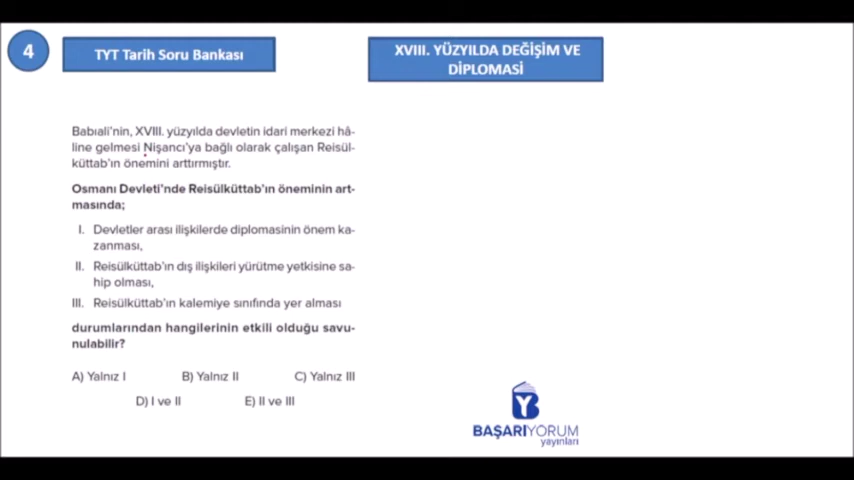 4
TYT Tarih Soru Bankası
XVIII. YÜZYILDA DEĞİŞİM VE
DİPLOMASİ
Babıali'nin, XVIII. yüzyılda devletin idari merkezi hâ-
line gelmesi Nişancı'ya bağlı olarak çalışan Reisül-
küttab'ın önemini arttırmıştır.
Osmanı Devleti'nde Reisülküttab'ın öneminin art-
masında;
I. Devletler arası ilişkilerde diplomasinin önem ka-
zanması,
II. Reisülküttab'ın dış ilişkileri yürütme yetkisine sa-
hip olması,
III. Reisülküttab'ın kalemiye sınıfında yer alması
durumlarından hangilerinin etkili olduğu savu-
nulabilir?
A) Yalnız I B) Yalnız II C) Yalnız III
D) I ve II E) II ve III
BAŞARIYORUM
yayınları